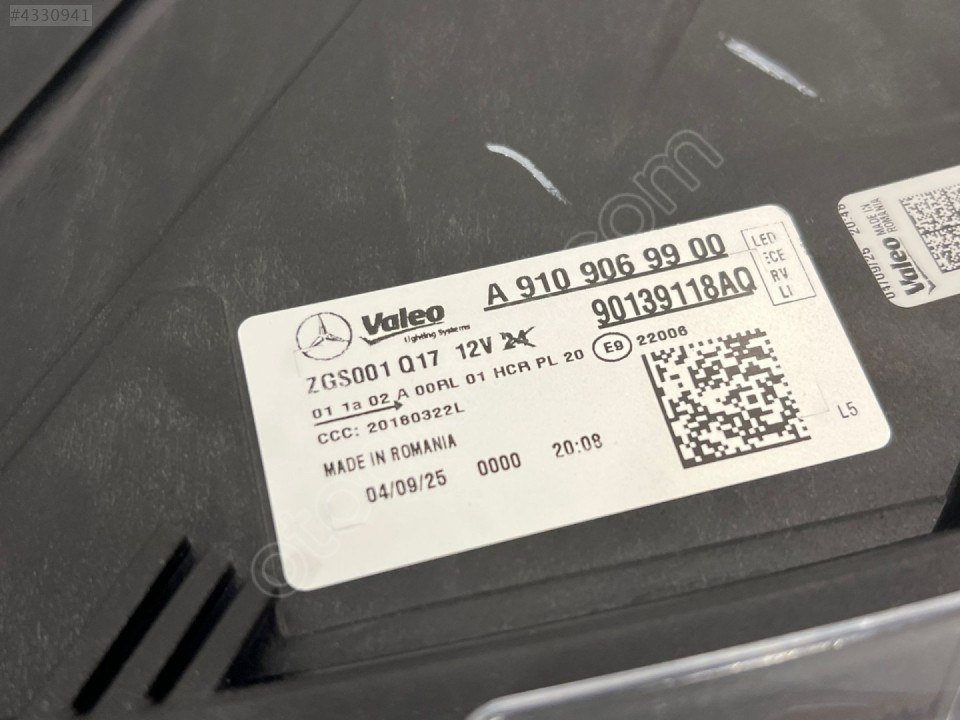 #4330941
Valeo
Lighting Systems
A 910 906 99 00
90139118AQ
LED
ECE
RV
LI
ZGS001 Q17 12V 24
01 1a 02 A 00RL 01 HCR PL 20 E9 22006
CCC: 20180322L
MADE IN ROMANIA
04/09/25 0000 20:08
L5
Valeo
MADE EN
ROMANIA